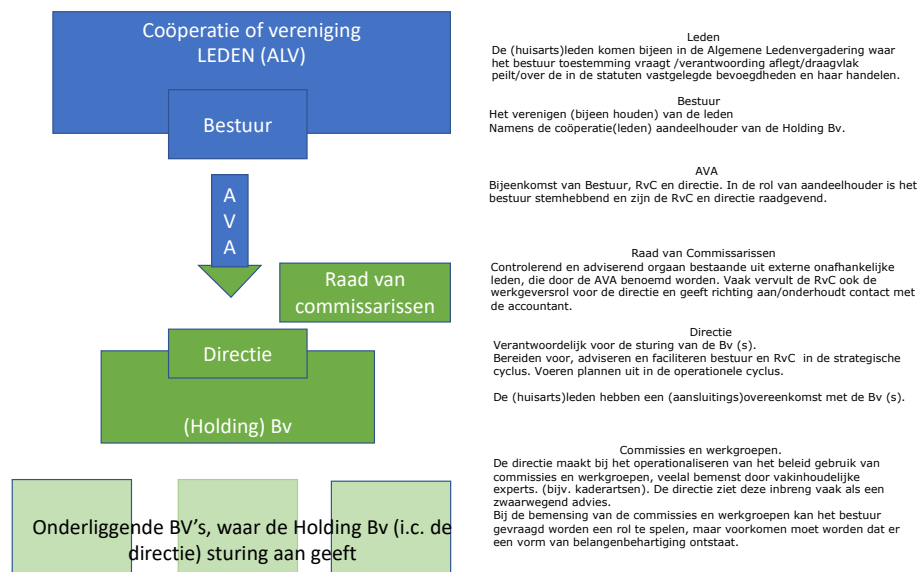 Coöperatie of vereniging
LEDEN (ALV)
Bestuur
A
V
A
Raad van
commissarissen
Directie
(Holding) Bv
Onderliggende BV’s, waar de Holding Bv (i.c. de
directie) sturing aan geeft
Leden
De (huisarts)leden komen bijeen in de Algemene Ledenvergadering waar
het bestuur toestemming vraagt /verantwoording aflegt/draagvlak
peilt/over de in de statuten vastgelegde bevoegdheden en haar handelen.
Bestuur
Het verenigen (bijeen houden) van de leden
Namens de coöperatie(leden) aandeelhouder van de Holding Bv.
AVA
Bijeenkomst van Bestuur, RvC en directie. In de rol van aandeelhouder is het
bestuur stemhebbend en zijn de RvC en directie raadgevend.
Raad van Commissarissen
Controlerend en adviserend orgaan bestaande uit externe onafhankelijke
leden, die door de AVA benoemd worden. Vaak vervult de RvC ook de
werkgeversrol voor de directie en geeft richting aan/onderhoudt contact met
de accountant.
Directie
Verantwoordelijk voor de sturing van de Bv (s).
Bereiden voor, adviseren en faciliteren bestuur en RvC in de strategische
cyclus. Voeren plannen uit in de operationele cyclus.
De (huisarts)leden hebben een (aansluitings)overeenkomst met de Bv (s).
Commissies en werkgroepen.
De directie maakt bij het operationaliseren van het beleid gebruik van
commissies en werkgroepen, veelal bemenst door vakinhoudelijke
experts. (bijv. kaderartsen). De directie ziet deze inbreng vaak als een
zwaarwegend advies.
Bij de bemensing van de commissies en werkgroepen kan het bestuur
gevraagd worden een rol te spelen, maar voorkomen moet worden dat er
een vorm van belangenbehartiging ontstaat.